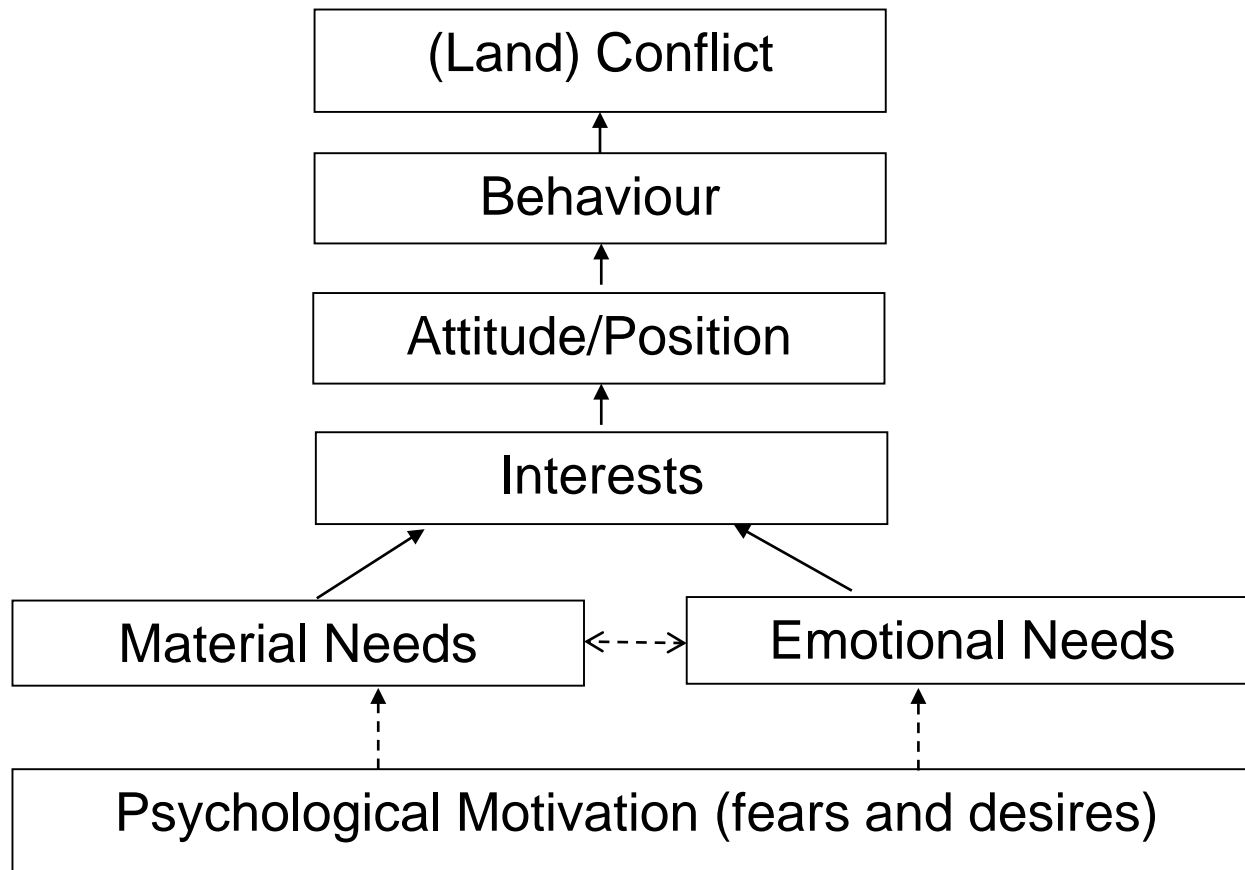 (Land) Conflict
Behaviour
Attitude/Position
Interests
Material Needs
Emotional Needs
Psychological Motivation (fears and desires)